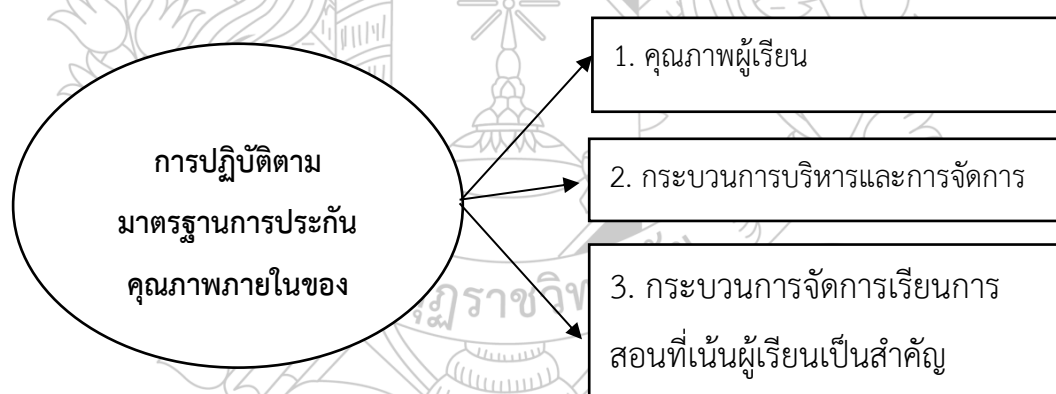 การปฏิบัติตาม
มาตรฐานการประกัน
คุณภาพภายในของ
1. คุณภาพผู้เรียน
2. กระบวนการบริหารและการจัดการ
3. กระบวนการจัดการเรียนการ
สอนที่เน้นผู้เรียนเป็นสำคัญ